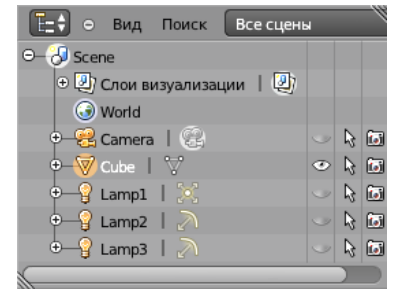 Вид Поиск Все сцены
Scene
Слои визуализации |
World
Camera |
Cube |
Lamp1 |
Lamp2 |
Lamp3 |